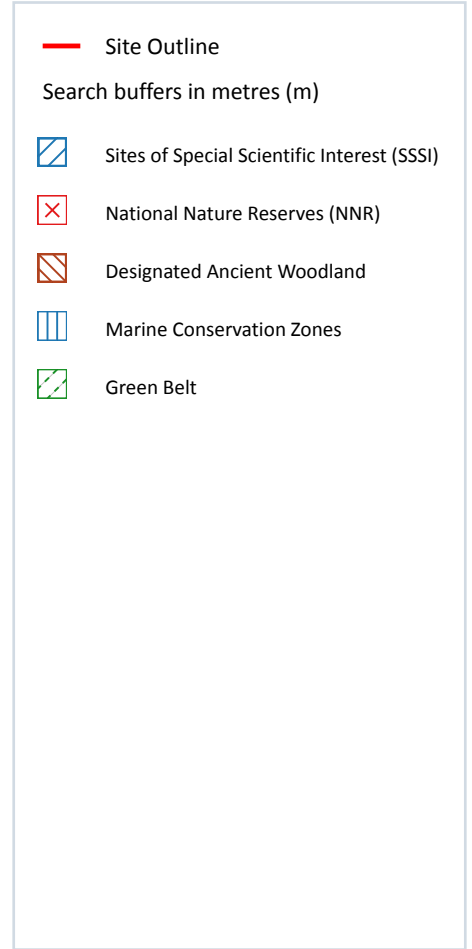 Site Outline
Search buffers in metres (m)
Sites of Special Scientific Interest (SSSI)
National Nature Reserves (NNR)
Designated Ancient Woodland
Marine Conservation Zones
Green Belt